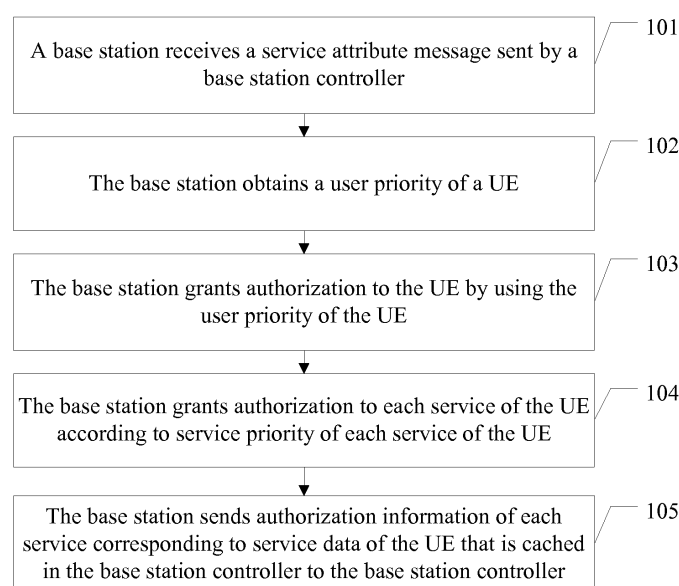 A base station receives a service attribute message sent by a
base station controller
101
The base station obtains a user priority of a UE
102
The base station grants authorization to the UE by using the
user priority of the UE
103
The base station grants authorization to each service of the UE
according to service priority of each service of the UE
104
The base station sends authorization information of each
service corresponding to service data of the UE that is cached
in the base station controller to the base station controller
105